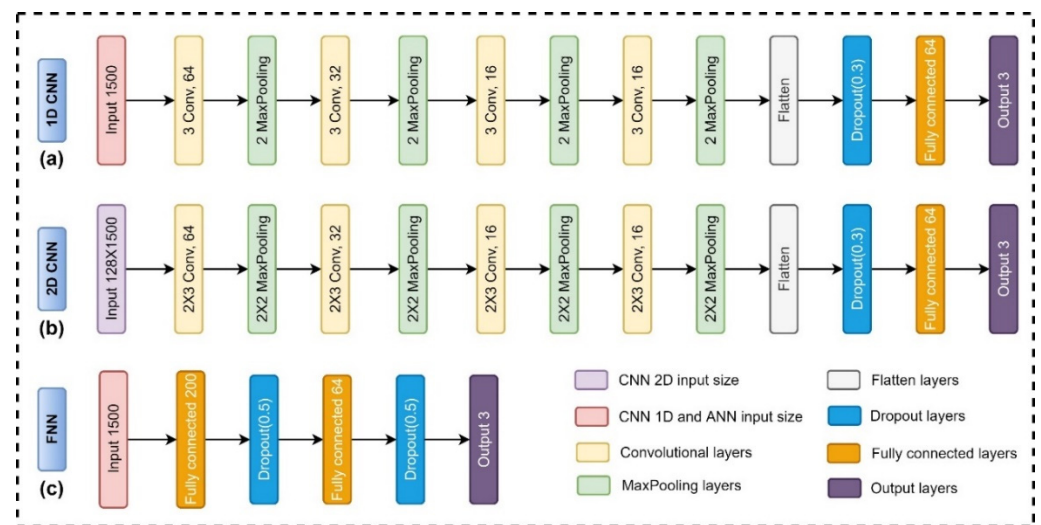 1D CNN
(a)
Input 1500
3 Conv, 64
2 MaxPooling
3 Conv, 32
2 MaxPooling
3 Conv, 16
2 MaxPooling
3 Conv, 16
2 MaxPooling
Flatten
Dropout(0.3)
Fully connected 64
Output 3
2D CNN
(b)
Input 128X1500
2X3 Conv, 64
2X2 MaxPooling
2X3 Conv, 32
2X2 MaxPooling
2X3 Conv, 16
2X2 MaxPooling
2X3 Conv, 16
2X2 MaxPooling
Flatten
Dropout(0.3)
Fully connected 64
Output 3
FNN
(c)
Input 1500
Fully connected 200
Dropout(0.5)
Fully connected 64
Dropout(0.5)
Output 3
CNN 2D input size
CNN 1D and ANN input size
Convolutional layers
MaxPooling layers
Flatten layers
Dropout layers
Fully connected layers
Output layers